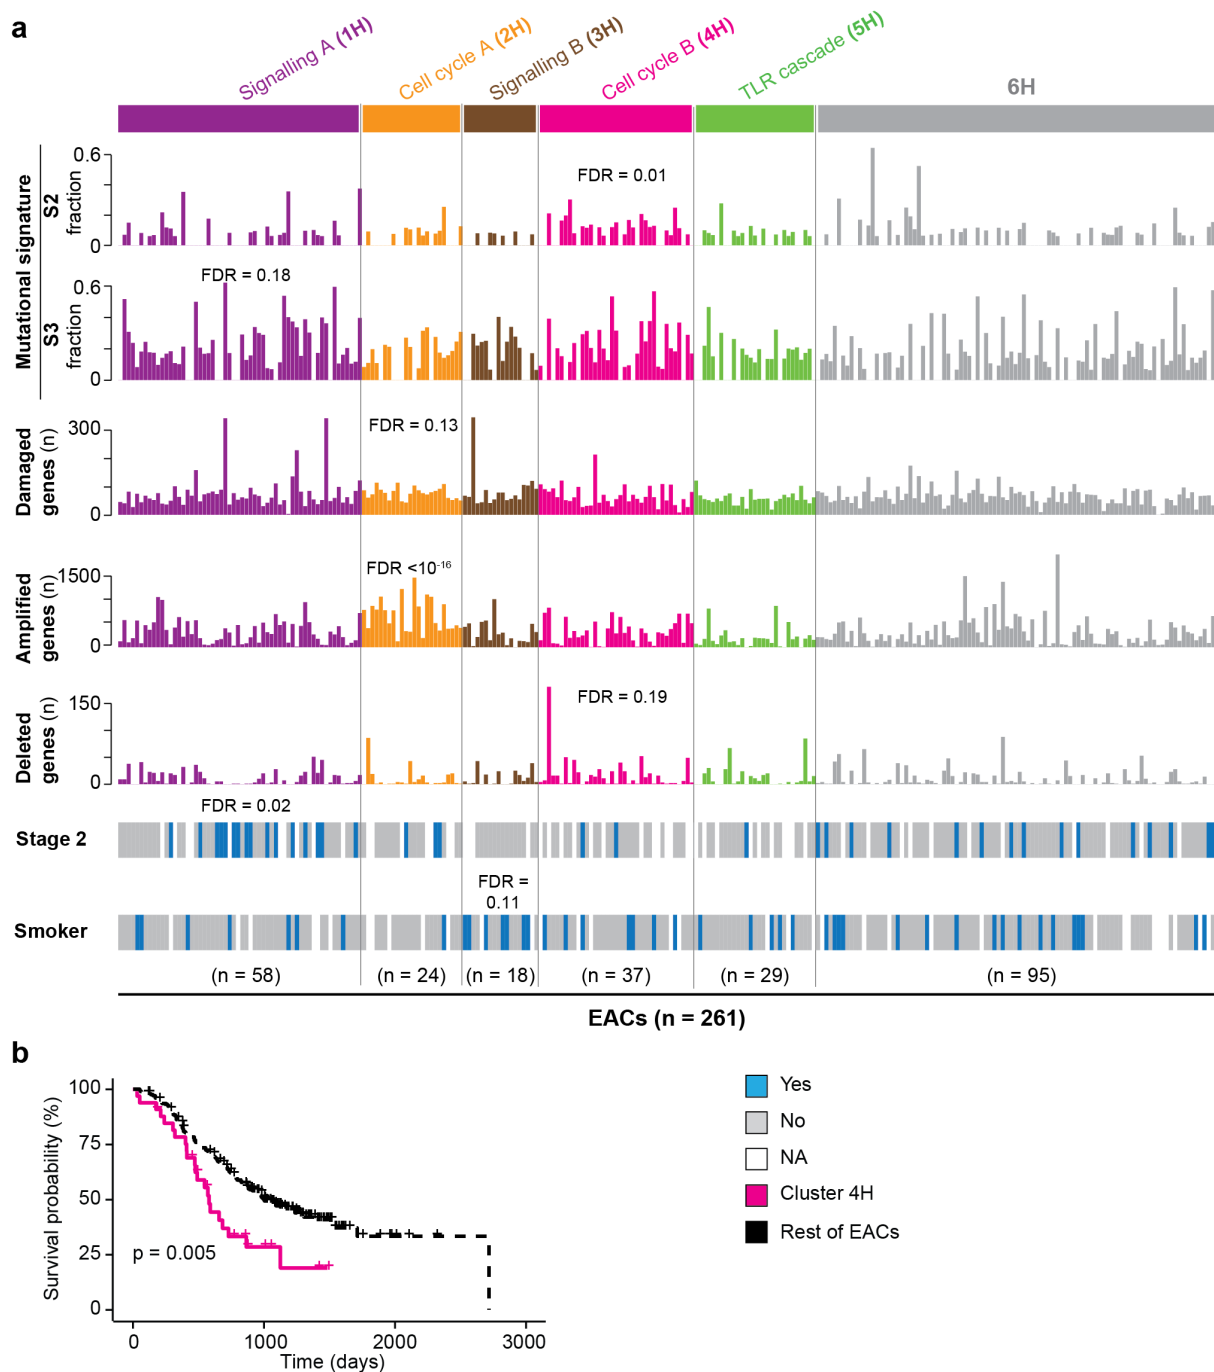 a
Signalling A (1H)
Cell cycle A (2H)
Signalling B (3H)
Cell cycle B (4H)
TLR cascade (5H)
6H
Mutational signature
S2
fraction
0.6
0
FDR = 0.01
S3
fraction
0.6
0
FDR = 0.18
Damaged
genes (n)
300
0
FDR = 0.13
Amplified
genes (n)
1500
0
FDR <10⁻¹⁶
Deleted
genes (n)
150
0
FDR = 0.19
FDR = 0.02
Stage 2
FDR =
0.11
Smoker
(n = 58)
(n = 24)
(n = 18)
(n = 37)
(n = 29)
(n = 95)
EACs (n = 261)
b
Survival probability (%)
100
75
50
25
0
p = 0.005
0
1000
2000
3000
Time (days)
Yes
No
NA
Cluster 4H
Rest of EACs